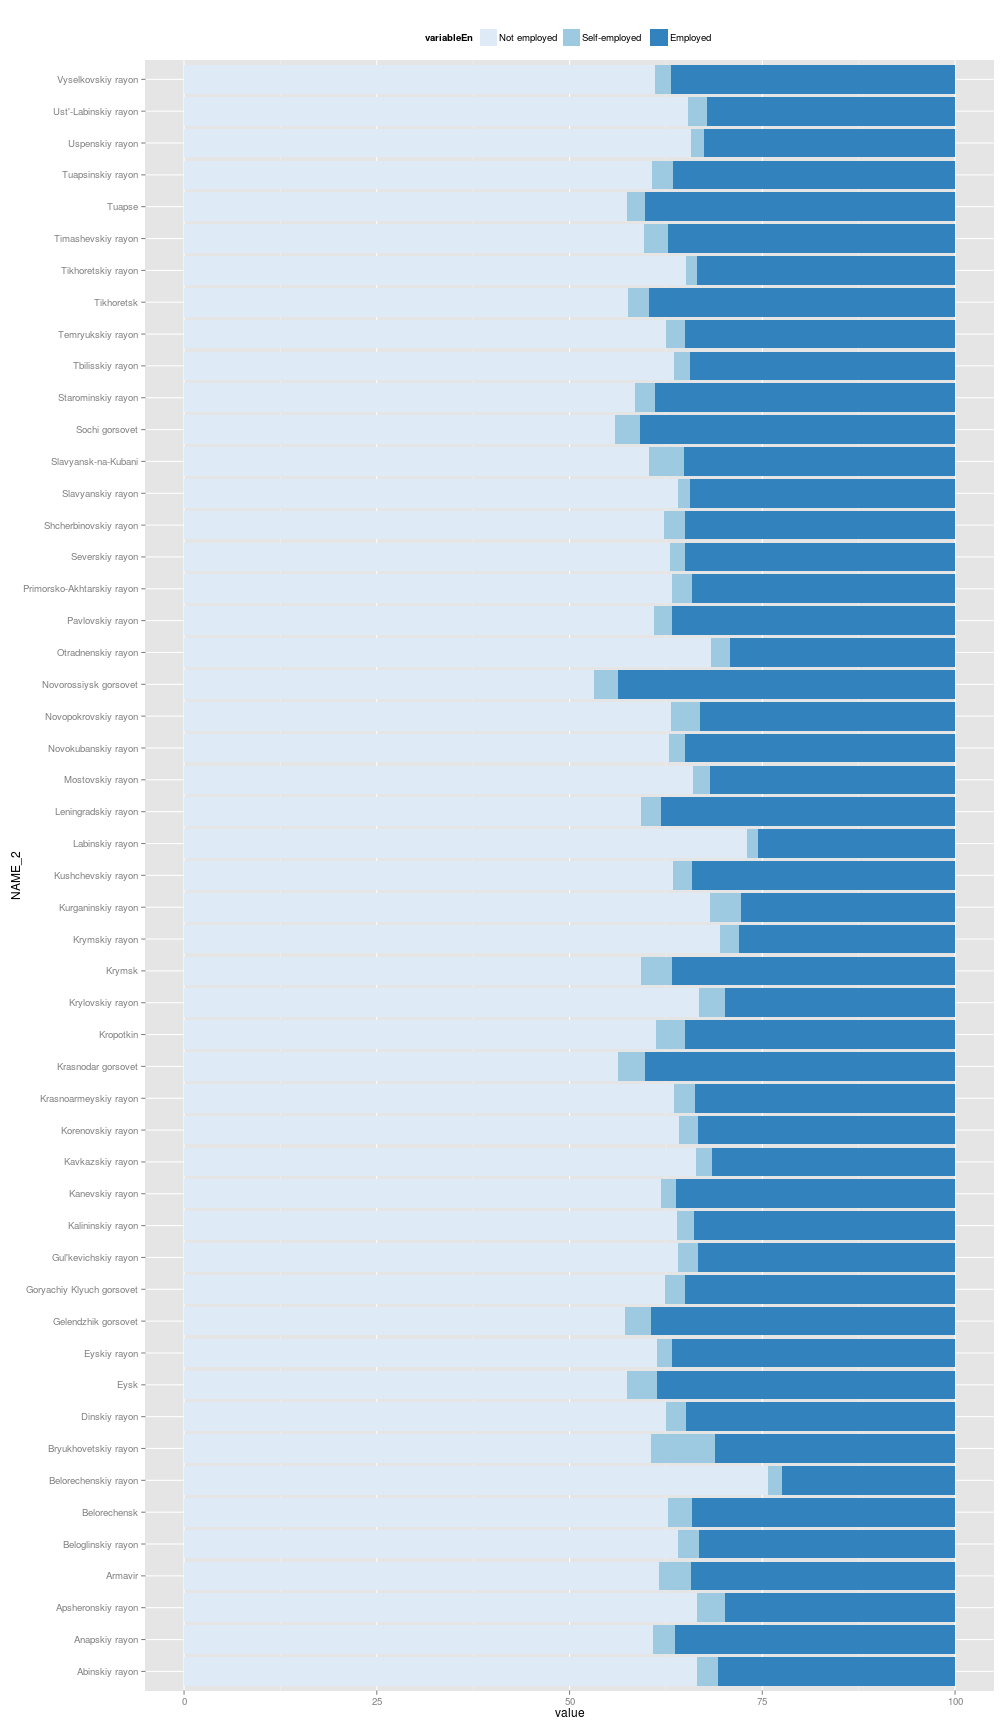 variableEn Not employed Self-employed Employed
Vyselkovskiy rayon
Ust'-Labinskiy rayon
Uspenskiy rayon
Tuapsinskiy rayon
Tuapse
Timashevskiy rayon
Tikhoretskiy rayon
Tikhoretsk
Temryukskiy rayon
Tbilisskiy rayon
Starominskiy rayon
Sochi gorsovet
Slavyansk-na-Kubani
Slavyanskiy rayon
Shcherbinovskiy rayon
Severskiy rayon
Primorsko-Akhtarskiy rayon
Pavlovskiy rayon
Otradnenskiy rayon
Novorossiysk gorsovet
Novopokrovskiy rayon
Novokubanskiy rayon
Mostovskiy rayon
Leningradskiy rayon
Labinskiy rayon
Kushchevskiy rayon
Kurganinskiy rayon
Krymskiy rayon
Krymsk
Krylovskiy rayon
Kropotkin
Krasnodar gorsovet
Krasnoarmeyskiy rayon
Korenovskiy rayon
Kavkazskiy rayon
Kanevskiy rayon
Kalininskiy rayon
Gul'kevichskiy rayon
Goryachiy Klyuch gorsovet
Gelendzhik gorsovet
Eyskiy rayon
Eysk
Dinskiy rayon
Bryukhovetskiy rayon
Belorechenskiy rayon
Belorechensk
Beloglinskiy rayon
Armavir
Apsheronskiy rayon
Anapskiy rayon
Abinskiy rayon
NAME_2
0 25 50 75 100
value